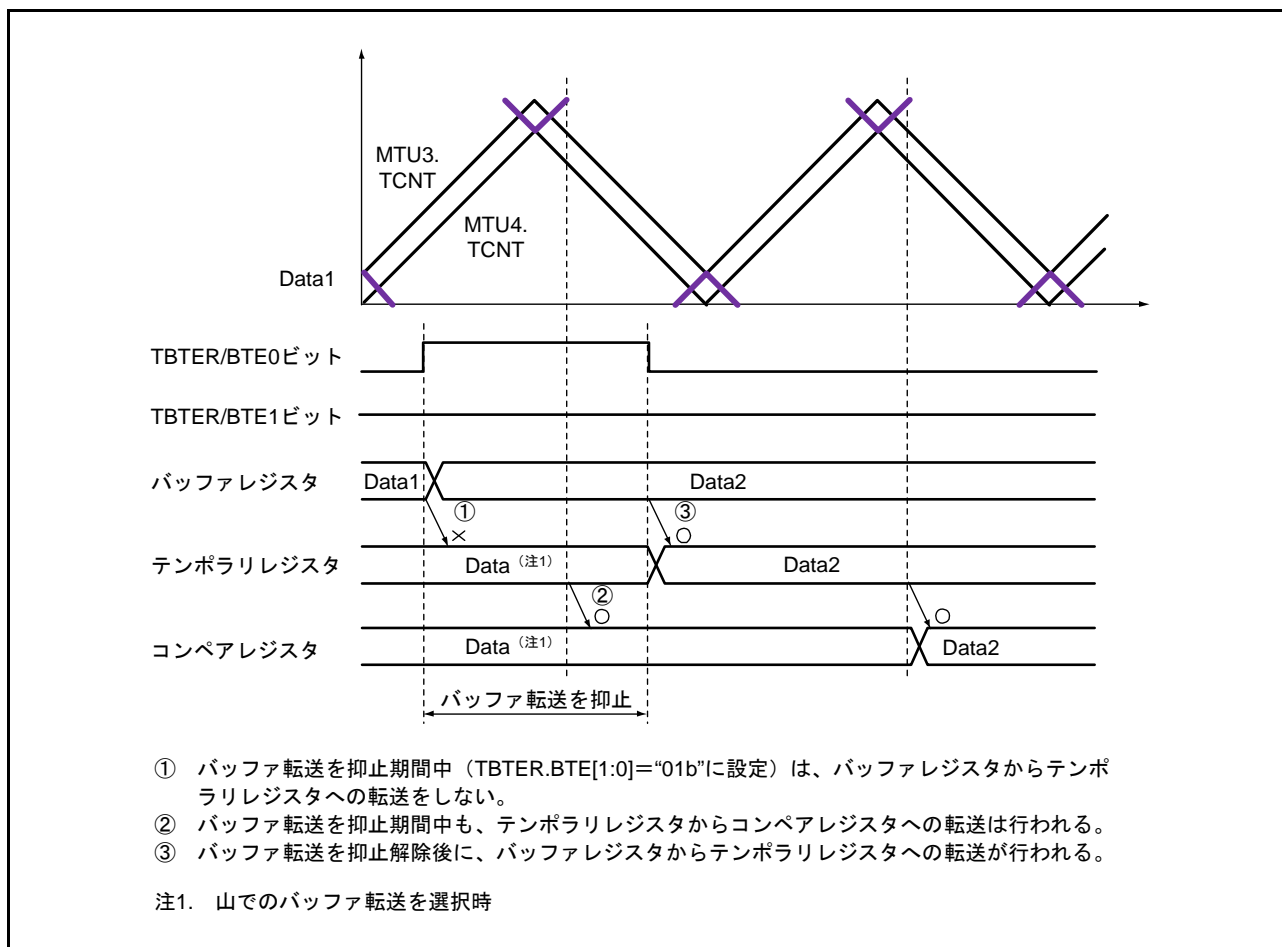 MTU3.
TCNT
MTU4.
TCNT
Data1
TBTER/BTE0ビット
TBTER/BTE1ビット
バッファレジスタ Data1 Data2
① ③
× ○
テンポラリレジスタ Data（注1） Data2
②
○ ○
コンペアレジスタ Data（注1） Data2
バッファ転送を抑止
① バッファ転送を抑止期間中（TBTER.BTE[1:0]＝“01b”に設定）は、バッファレジスタからテンポ
ラリレジスタへの転送をしない。
② バッファ転送を抑止期間中も、テンポラリレジスタからコンペアレジスタへの転送は行われる。
③ バッファ転送を抑止解除後に、バッファレジスタからテンポラリレジスタへの転送が行われる。
注1. 山でのバッファ転送を選択時